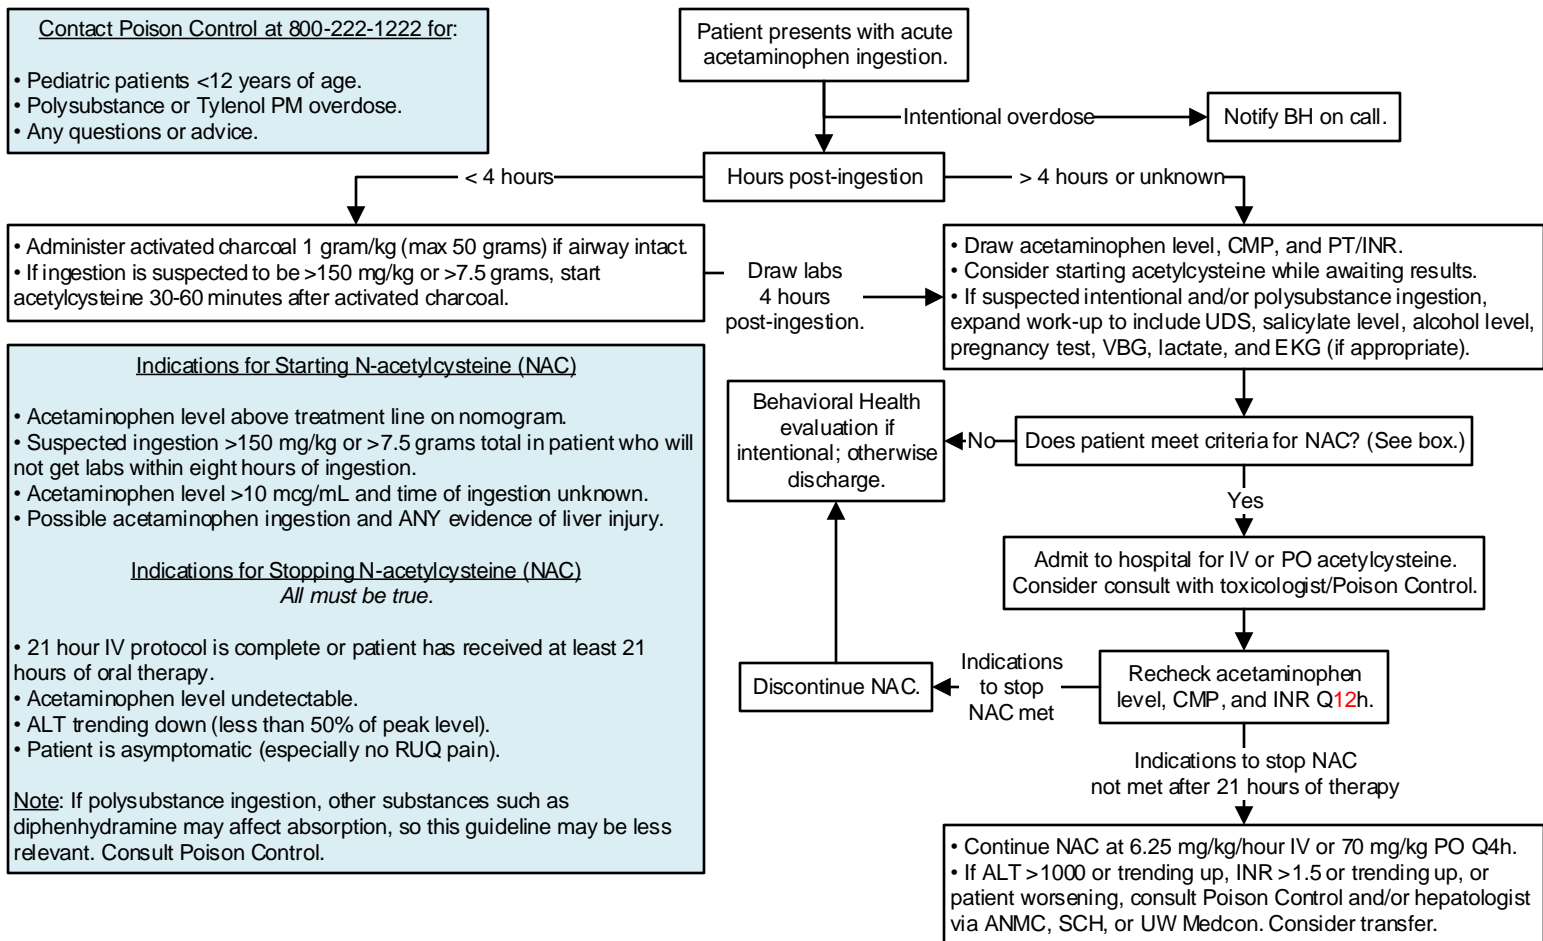 Contact Poison Control at 800-222-1222 for:
• Pediatric patients <12 years of age.
• Polysubstance or Tylenol PM overdose.
• Any questions or advice.
Patient presents with acute
acetaminophen ingestion.
Intentional overdose
Notify BH on call.
Hours post-ingestion
< 4 hours
> 4 hours or unknown
• Administer activated charcoal 1 gram/kg (max 50 grams) if airway intact.
• If ingestion is suspected to be >150 mg/kg or >7.5 grams, start
acetylcysteine 30-60 minutes after activated charcoal.
Draw labs
4 hours
post-ingestion.
• Draw acetaminophen level, CMP, and PT/INR.
• Consider starting acetylcysteine while awaiting results.
• If suspected intentional and/or polysubstance ingestion,
expand work-up to include UDS, salicylate level, alcohol level,
pregnancy test, VBG, lactate, and EKG (if appropriate).
Indications for Starting N-acetylcysteine (NAC)
• Acetaminophen level above treatment line on nomogram.
• Suspected ingestion >150 mg/kg or >7.5 grams total in patient who will
not get labs within eight hours of ingestion.
• Acetaminophen level >10 mcg/mL and time of ingestion unknown.
• Possible acetaminophen ingestion and ANY evidence of liver injury.
Indications for Stopping N-acetylcysteine (NAC)
All must be true.
• 21 hour IV protocol is complete or patient has received at least 21
hours of oral therapy.
• Acetaminophen level undetectable.
• ALT trending down (less than 50% of peak level).
• Patient is asymptomatic (especially no RUQ pain).
Note: If polysubstance ingestion, other substances such as
diphenhydramine may affect absorption, so this guideline may be less
relevant. Consult Poison Control.
Behavioral Health
evaluation if
intentional; otherwise
discharge.
No
Does patient meet criteria for NAC? (See box.)
Yes
Admit to hospital for IV or PO acetylcysteine.
Consider consult with toxicologist/Poison Control.
Discontinue NAC.
Indications
to stop
NAC met
Recheck acetaminophen
level, CMP, and INR Q12h.
Indications to stop NAC
not met after 21 hours of therapy
• Continue NAC at 6.25 mg/kg/hour IV or 70 mg/kg PO Q4h.
• If ALT >1000 or trending up, INR >1.5 or trending up, or
patient worsening, consult Poison Control and/or hepatologist
via ANMC, SCH, or UW Medcon. Consider transfer.